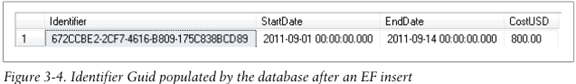 Identifier StartDate EndDate CostUSD
1 672CCBE2-2CF7-4616-B809-175C838BCD89 2011-09-01 00:00:00.000 2011-09-14 00:00:00.000 800.00
Figure 3-4. Identifier Guid populated by the database after an EF insert